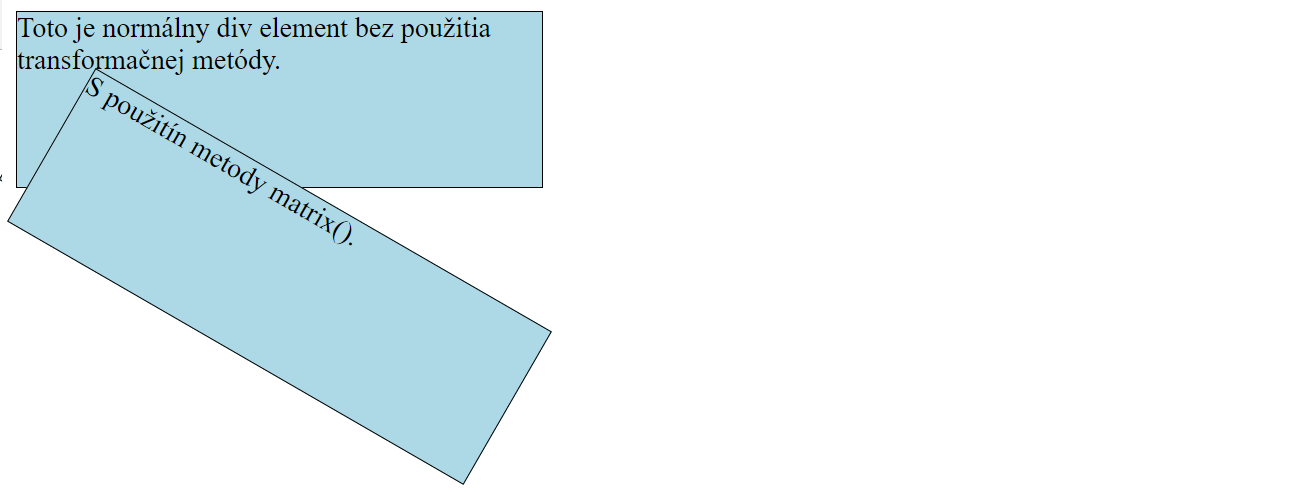 Toto je normálny div element bez použitia
transformačnej metódy.
S použitín metody matrix().